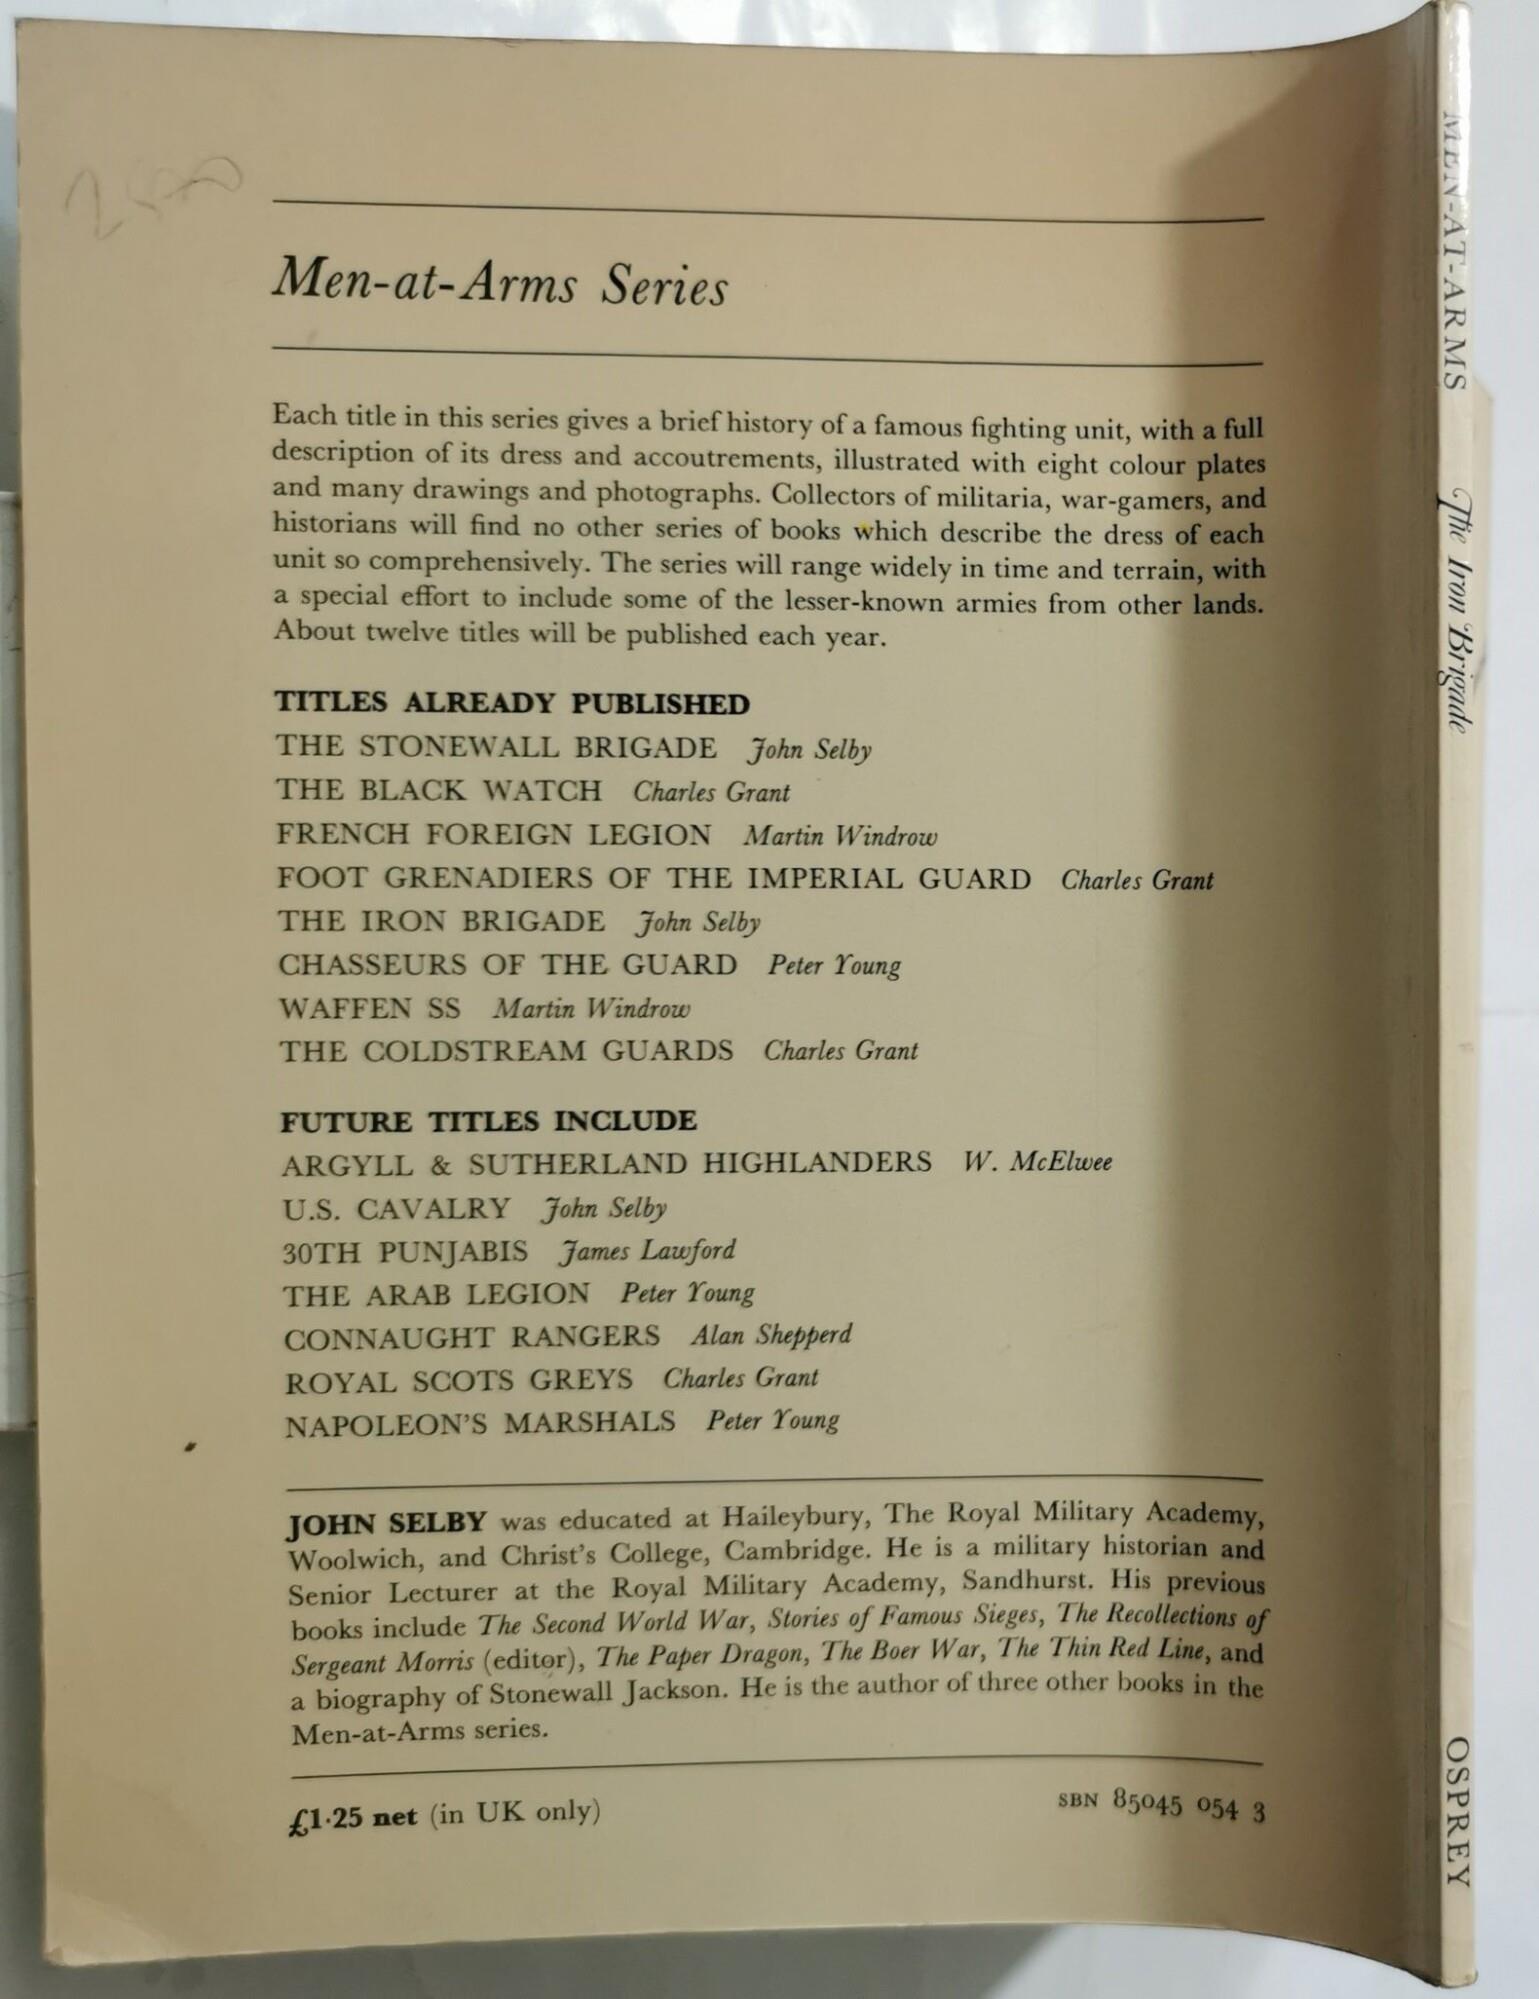 Men-at-Arms Series
Each title in this series gives a brief history of a famous fighting unit, with a full
description of its dress and accoutrements, illustrated with eight colour plates
and many drawings and photographs. Collectors of militaria, war-gamers, and
historians will find no other series of books which describe the dress of each
unit so comprehensively. The series will range widely in time and terrain, with
a special effort to include some of the lesser-known armies from other lands.
About twelve titles will be published each year.
TITLES ALREADY PUBLISHED
THE STONEWALL BRIGADE John Selby
THE BLACK WATCH Charles Grant
FRENCH FOREIGN LEGION Martin Windrow
FOOT GRENADIERS OF THE IMPERIAL GUARD Charles Grant
THE IRON BRIGADE John Selby
CHASSEURS OF THE GUARD Peter Young
WAFFEN SS Martin Windrow
THE COLDSTREAM GUARDS Charles Grant
FUTURE TITLES INCLUDE
ARGYLL & SUTHERLAND HIGHLANDERS W. McElwee
U.S. CAVALRY John Selby
30TH PUNJABIS James Lawford
THE ARAB LEGION Peter Young
CONNAUGHT RANGERS Alan Shepperd
ROYAL SCOTS GREYS Charles Grant
NAPOLEON'S MARSHALS Peter Young
JOHN SELBY was educated at Haileybury, The Royal Military Academy,
Woolwich, and Christ's College, Cambridge. He is a military historian and
Senior Lecturer at the Royal Military Academy, Sandhurst. His previous
books include The Second World War, Stories of Famous Sieges, The Recollections of
Sergeant Morris (editor), The Paper Dragon, The Boer War, The Thin Red Line, and
a biography of Stonewall Jackson. He is the author of three other books in the
Men-at-Arms series.
£1·25 net (in UK only)
SBN 85045 054 3
MEN-AT-ARMS The Iron Brigade OSPREY